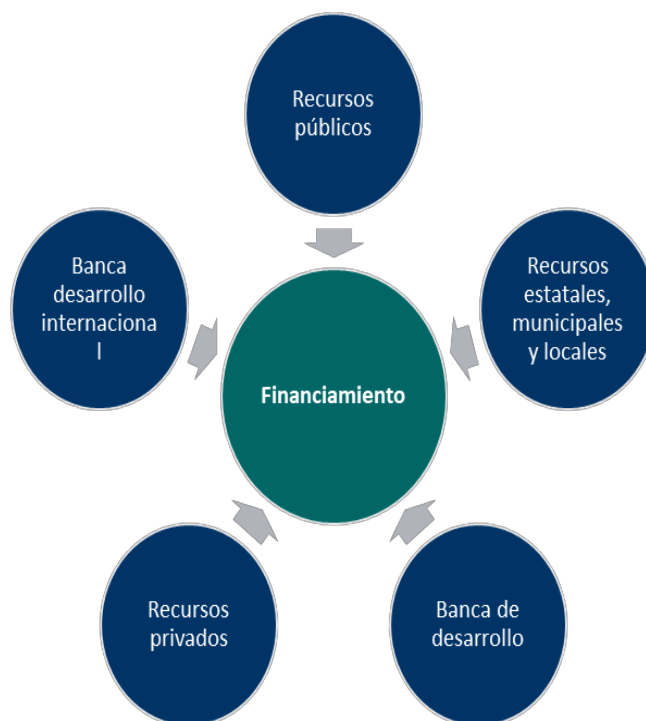 Recursos
públicos
Banca
desarrollo
internaciona
l
Recursos
estatales,
municipales
y locales
Financiamiento
Recursos
privados
Banca de
desarrollo